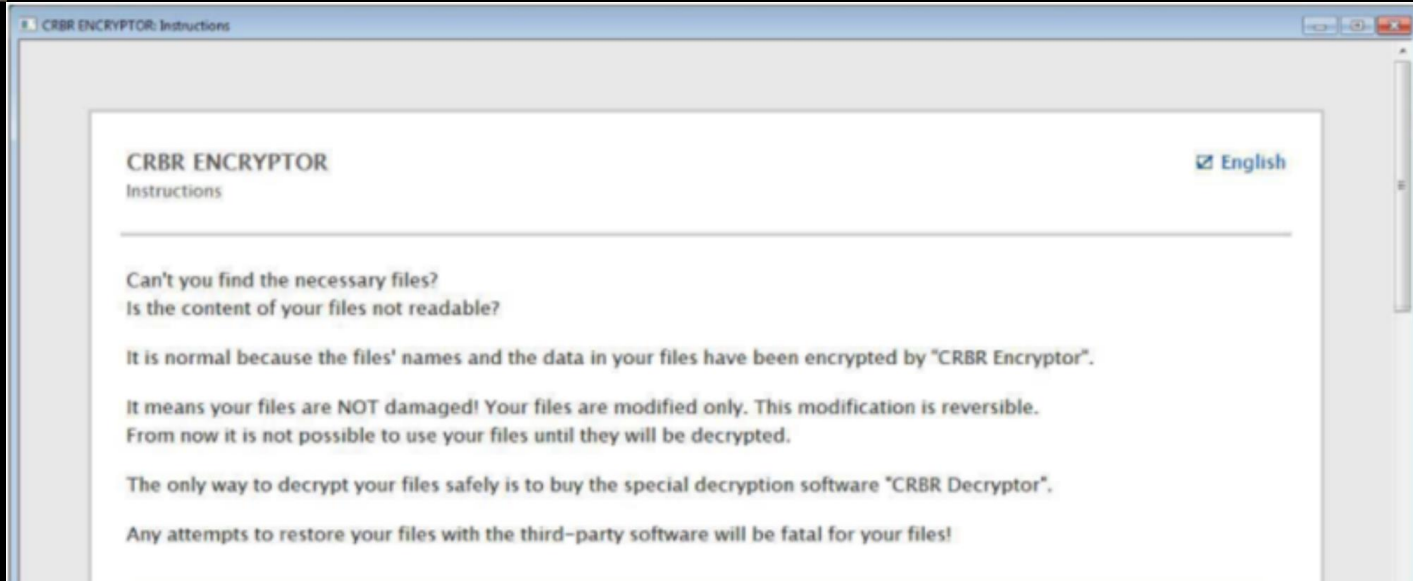 CRBR ENCRYPTOR: Instructions
CRBR ENCRYPTOR
English
Instructions
Can't you find the necessary files?
Is the content of your files not readable?
It is normal because the files' names and the data in your files have been encrypted by "CRBR Encryptor".
It means your files are NOT damaged! Your files are modified only. This modification is reversible.
From now it is not possible to use your files until they will be decrypted.
The only way to decrypt your files safely is to buy the special decryption software "CRBR Decryptor".
Any attempts to restore your files with the third-party software will be fatal for your files!